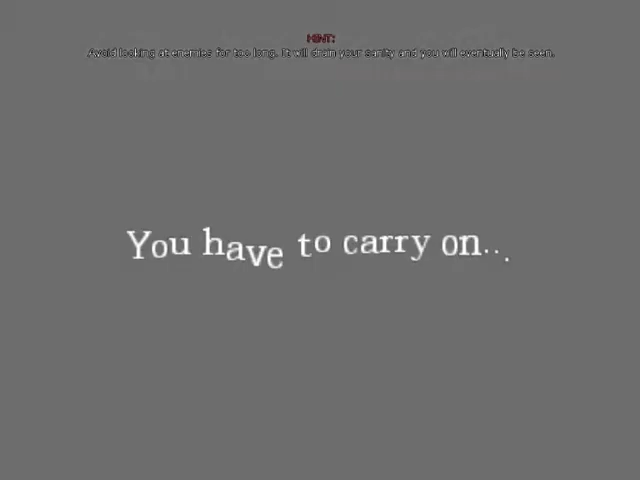 HINT:
Avoid looking at enemies for too long. It will drain your sanity and you will eventually be seen.
You have to carry on...